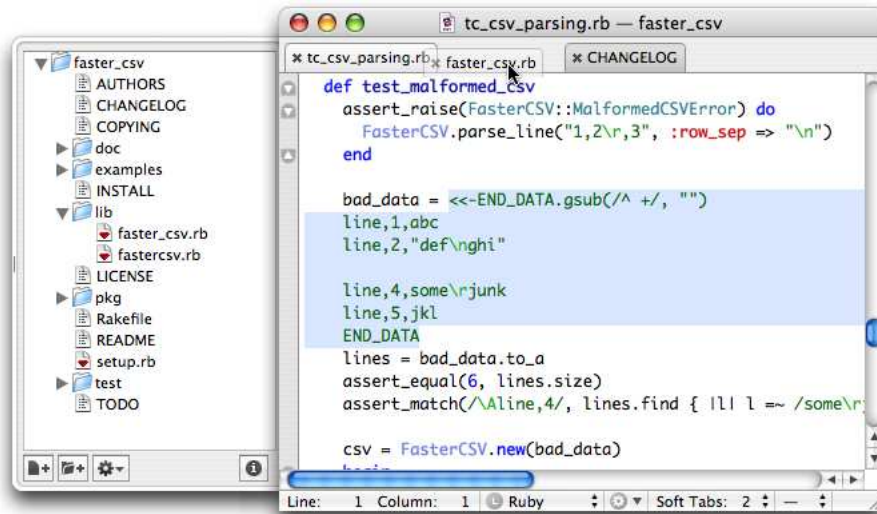 faster_csv
AUTHORS
CHANGELOG
COPYING
doc
examples
INSTALL
lib
faster_csv.rb
fastercsv.rb
LICENSE
pkg
Rakefile
README
setup.rb
test
TODO
tc_csv_parsing.rb — faster_csv
tc_csv_parsing.rb faster_csv.rb CHANGELOG
def test_malformed_csv
assert_raise(FasterCSV::MalformedCSVError) do
FasterCSV.parse_line("1,2\r,3", :row_sep => "\n")
end
bad_data = <<-END_DATA.gsub(/^ +/, "")
line,1,abc
line,2,"def\nghi"
line,4,some\rjunk
line,5,jkl
END_DATA
lines = bad_data.to_a
assert_equal(6, lines.size)
assert_match(/\Aline,4/, lines.find { |l| l =~ /some\r
csv = FasterCSV.new(bad_data)
Line: 1 Column: 1 Ruby Soft Tabs: 2 —